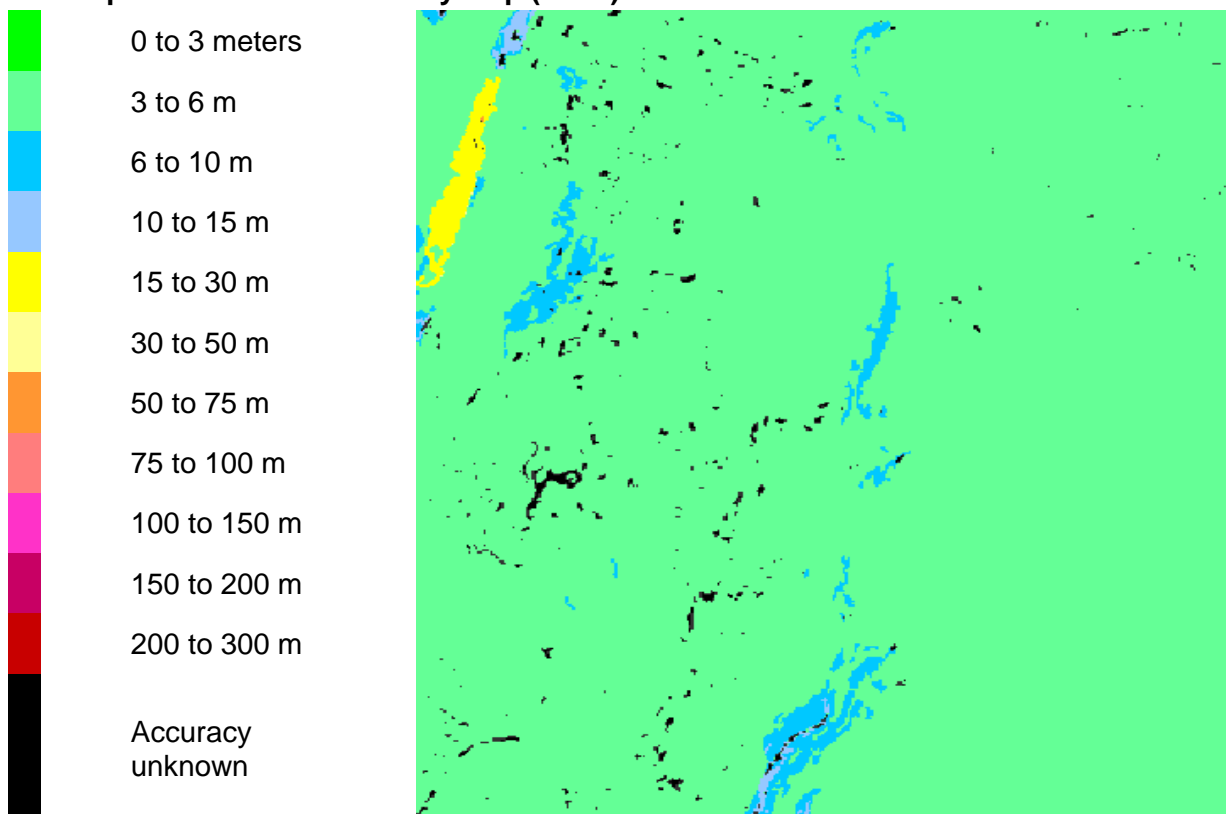 0 to 3 meters
3 to 6 m
6 to 10 m
10 to 15 m
15 to 30 m
30 to 50 m
50 to 75 m
75 to 100 m
100 to 150 m
150 to 200 m
200 to 300 m
Accuracy
unknown